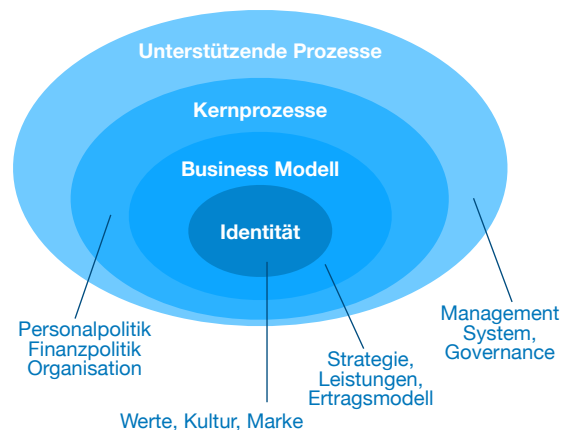 Unterstützende Prozesse
Kernprozesse
Business Modell
Identität
Personalpolitik
Finanzpolitik
Organisation
Werte, Kultur, Marke
Strategie,
Leistungen,
Ertragsmodell
Management
System,
Governance